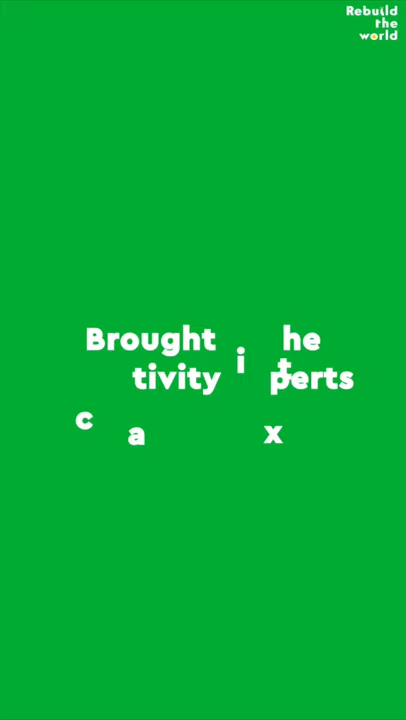 Rebuild
the
world
Brought he
i t
tivity perts
c
a x